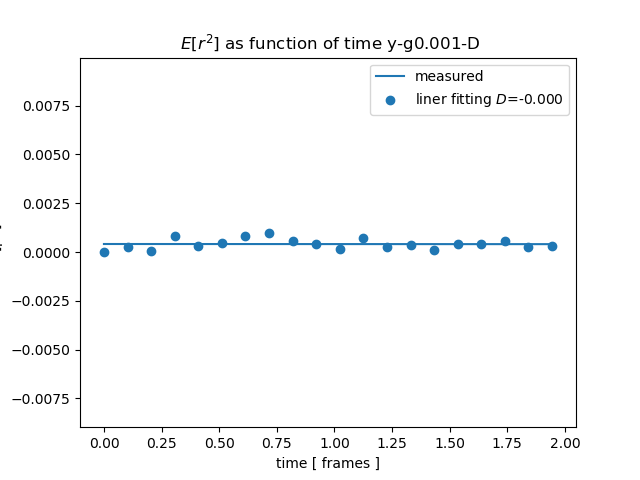 E[r²] as function of time y-g0.001-D
measured
liner fitting D=-0.000
0.0075
0.0050
0.0025
0.0000
−0.0025
−0.0050
−0.0075
0.00 0.25 0.50 0.75 1.00 1.25 1.50 1.75 2.00
time [ frames ]